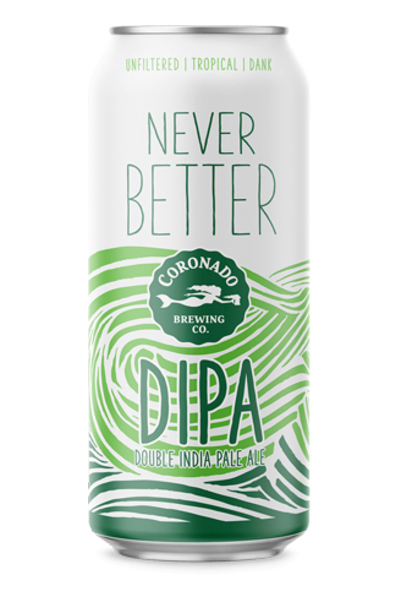 UNFILTERED | TROPICAL | DANK
NEVER
BETTER
CORONADO
BREWING
CO.
DIPA
DOUBLE INDIA PALE ALE